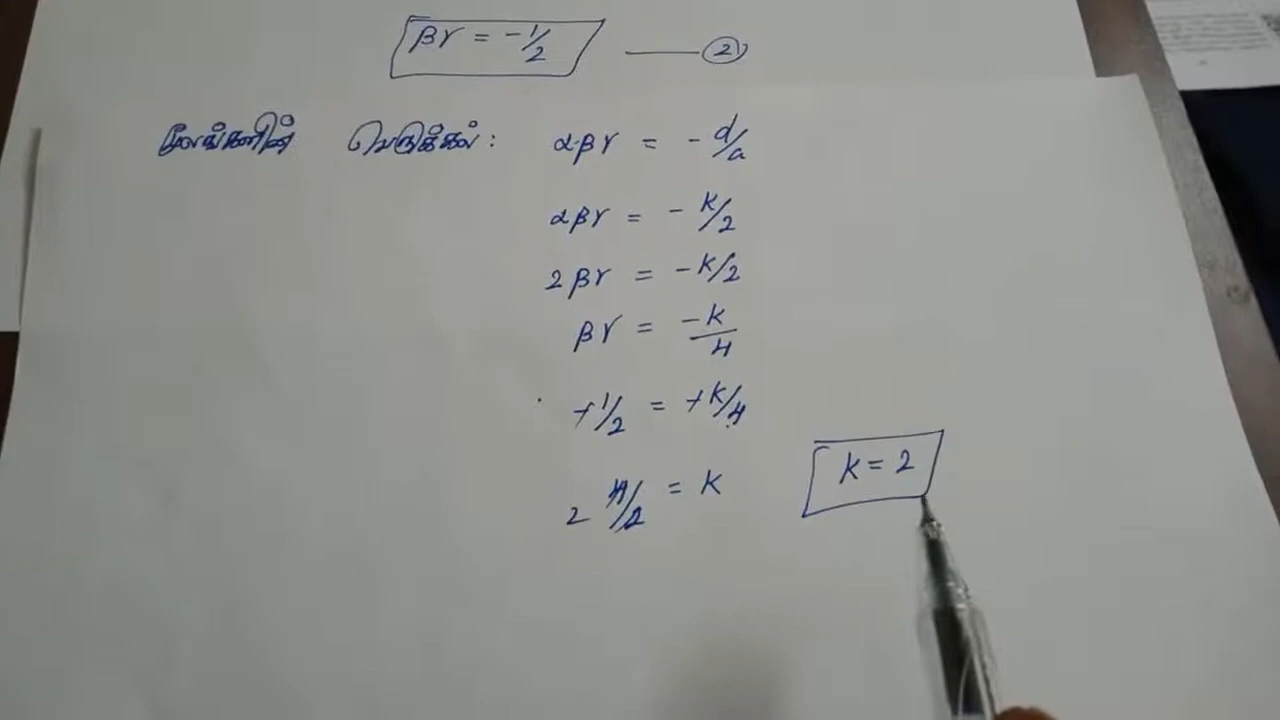 βγ = -1/2 —— ②
மூலங்களின் பெருக்கல் : αβγ = - d/a
αβγ = - k/2
2βγ = -k/2
βγ = -k/4
+1/2 = +k/4
2 4/2 = k
k = 2